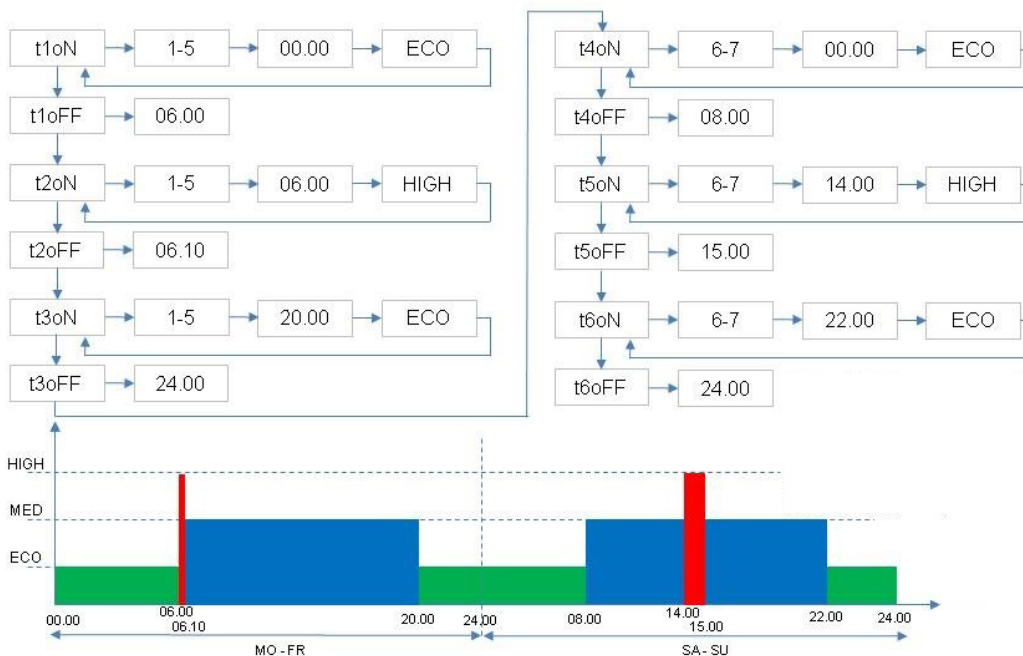 t1oN 1-5 00.00 ECO
t1oFF 06.00
t2oN 1-5 06.00 HIGH
t2oFF 06.10
t3oN 1-5 20.00 ECO
t3oFF 24.00
t4oN 6-7 00.00 ECO
t4oFF 08.00
t5oN 6-7 14.00 HIGH
t5oFF 15.00
t6oN 6-7 22.00 ECO
t6oFF 24.00
HIGH
MED
ECO
00.00 06.00 20.00 24.00 08.00 14.00 22.00 24.00
06.10 15.00
MO - FR SA - SU